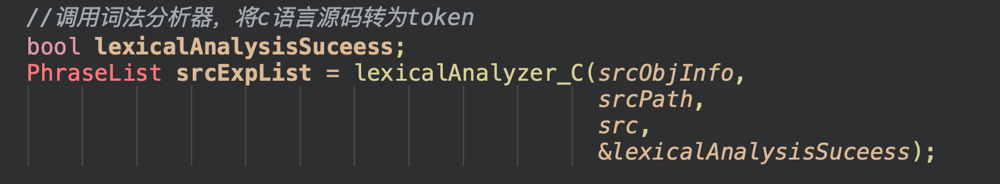 //调用词法分析器，将c语言源码转为token
bool lexicalAnalysisSuceess;
PhraseList srcExpList = lexicalAnalyzer_C(srcObjInfo,
srcPath,
src,
&lexicalAnalysisSuceess);